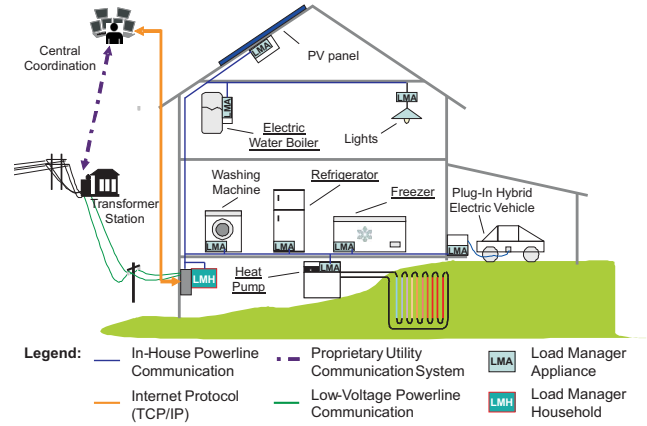 Central
Coordination
LMA
PV panel
LMA
Electric
Water Boiler
LMA
Lights
Transformer
Station
Washing
Machine
LMA
Refrigerator
LMA
Freezer
LMA
Plug-In Hybrid
Electric Vehicle
LMA
LMH
Heat
Pump
LMA
Legend:
In-House Powerline
Communication
Proprietary Utility
Communication System
LMA
Load Manager
Appliance
Internet Protocol
(TCP/IP)
Low-Voltage Powerline
Communication
LMH
Load Manager
Household